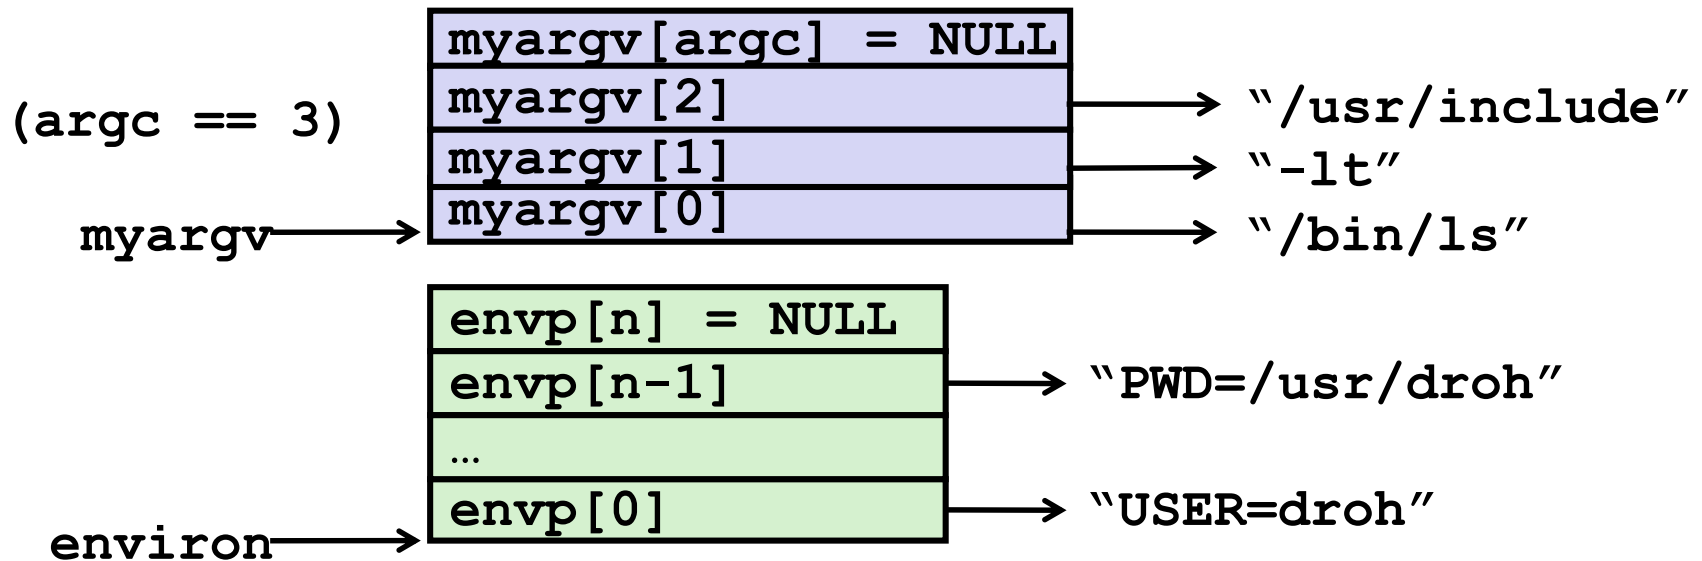 myargv[argc] = NULL
myargv[2]
“/usr/include”
(argc == 3)
myargv[1]
“-lt”
myargv[0]
myargv
“/bin/ls”
envp[n] = NULL
envp[n-1]
“PWD=/usr/droh”
…
envp[0]
“USER=droh”
environ